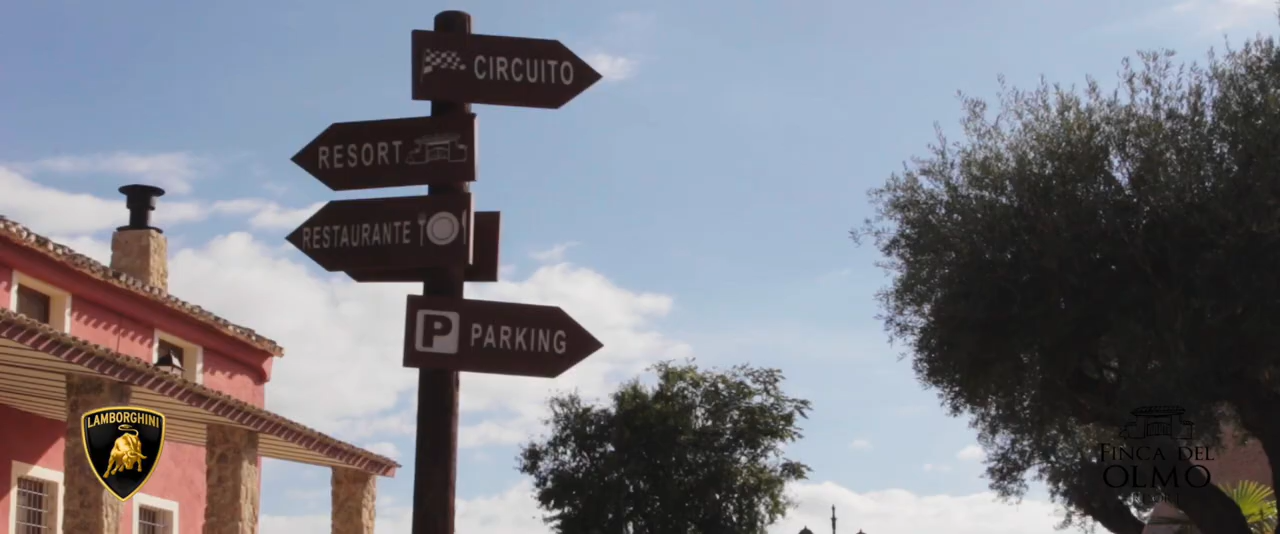 CIRCUITO
RESORT
RESTAURANTE
P PARKING
LAMBORGHINI
FINCA DEL
OLMO